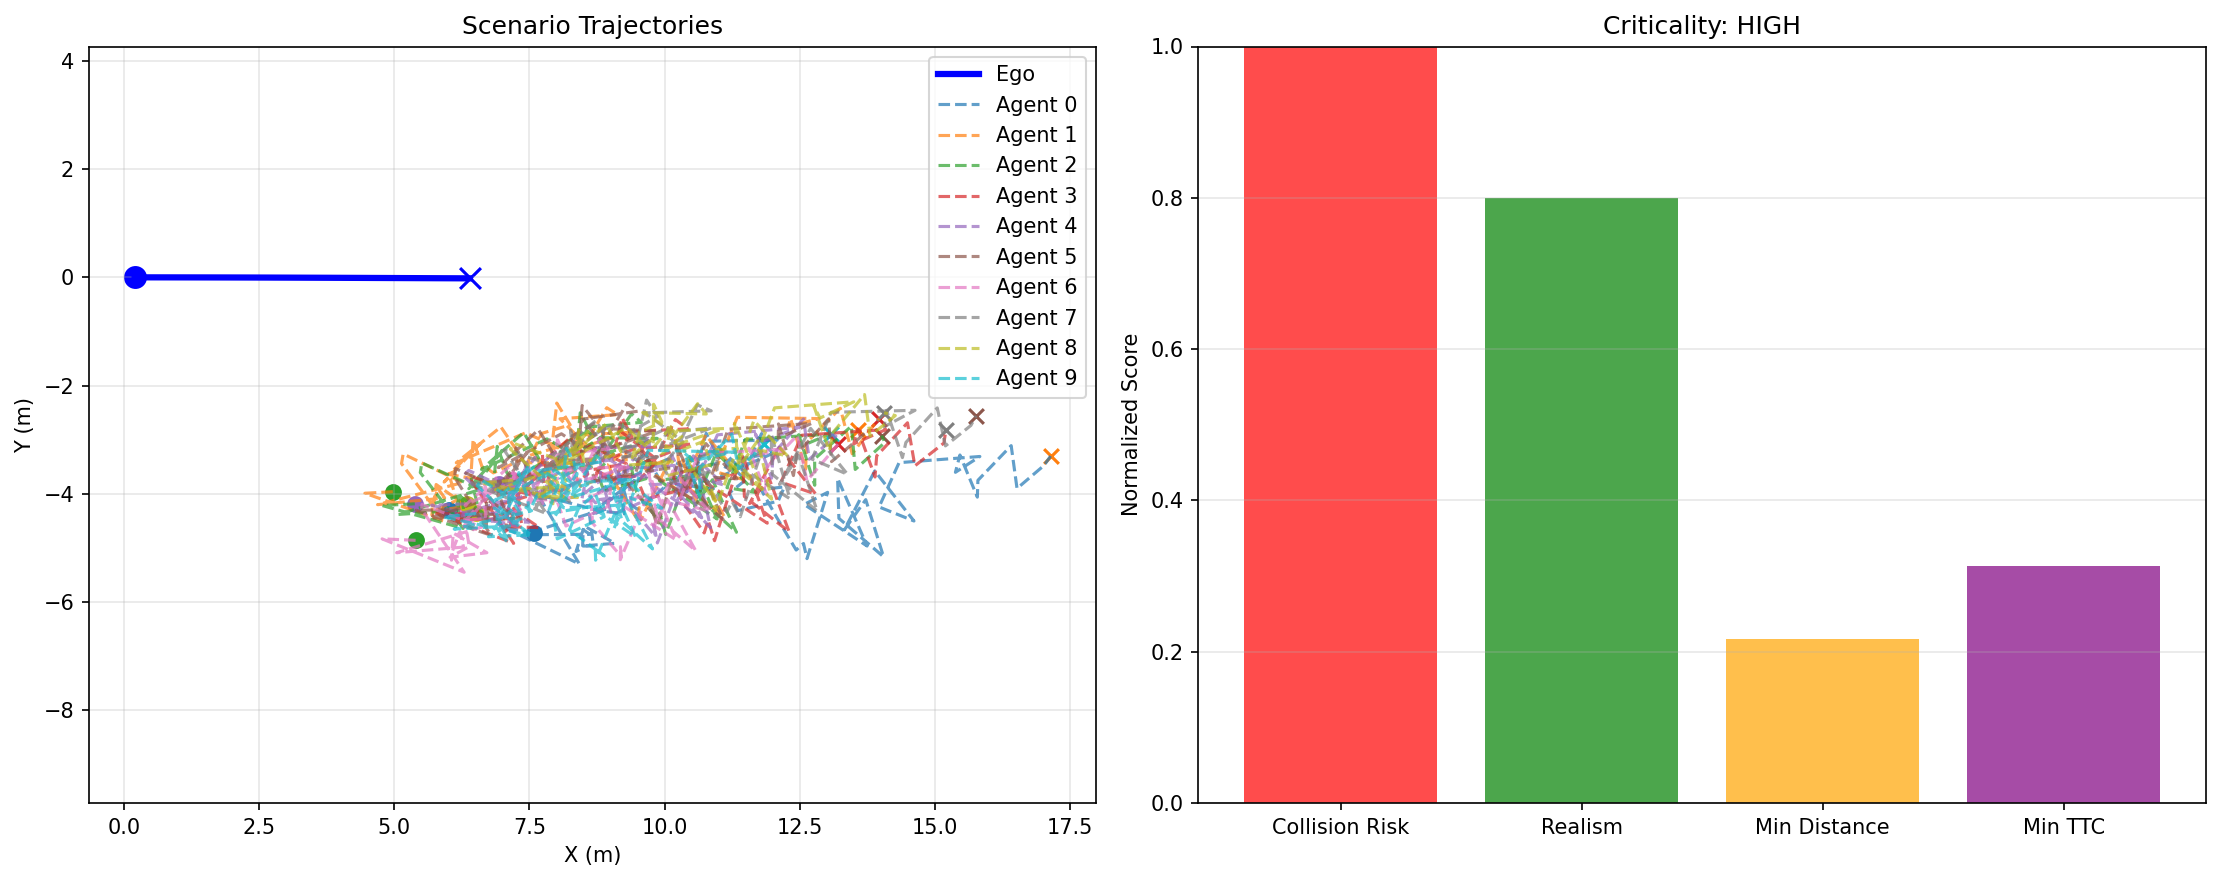 Scenario Trajectories
4
2
0
−2
−4
−6
−8
Y (m)
0.0
2.5
5.0
7.5
10.0
12.5
15.0
17.5
X (m)
Ego
Agent 0
Agent 1
Agent 2
Agent 3
Agent 4
Agent 5
Agent 6
Agent 7
Agent 8
Agent 9
Criticality: HIGH
1.0
0.8
0.6
0.4
0.2
0.0
Normalized Score
Collision Risk
Realism
Min Distance
Min TTC